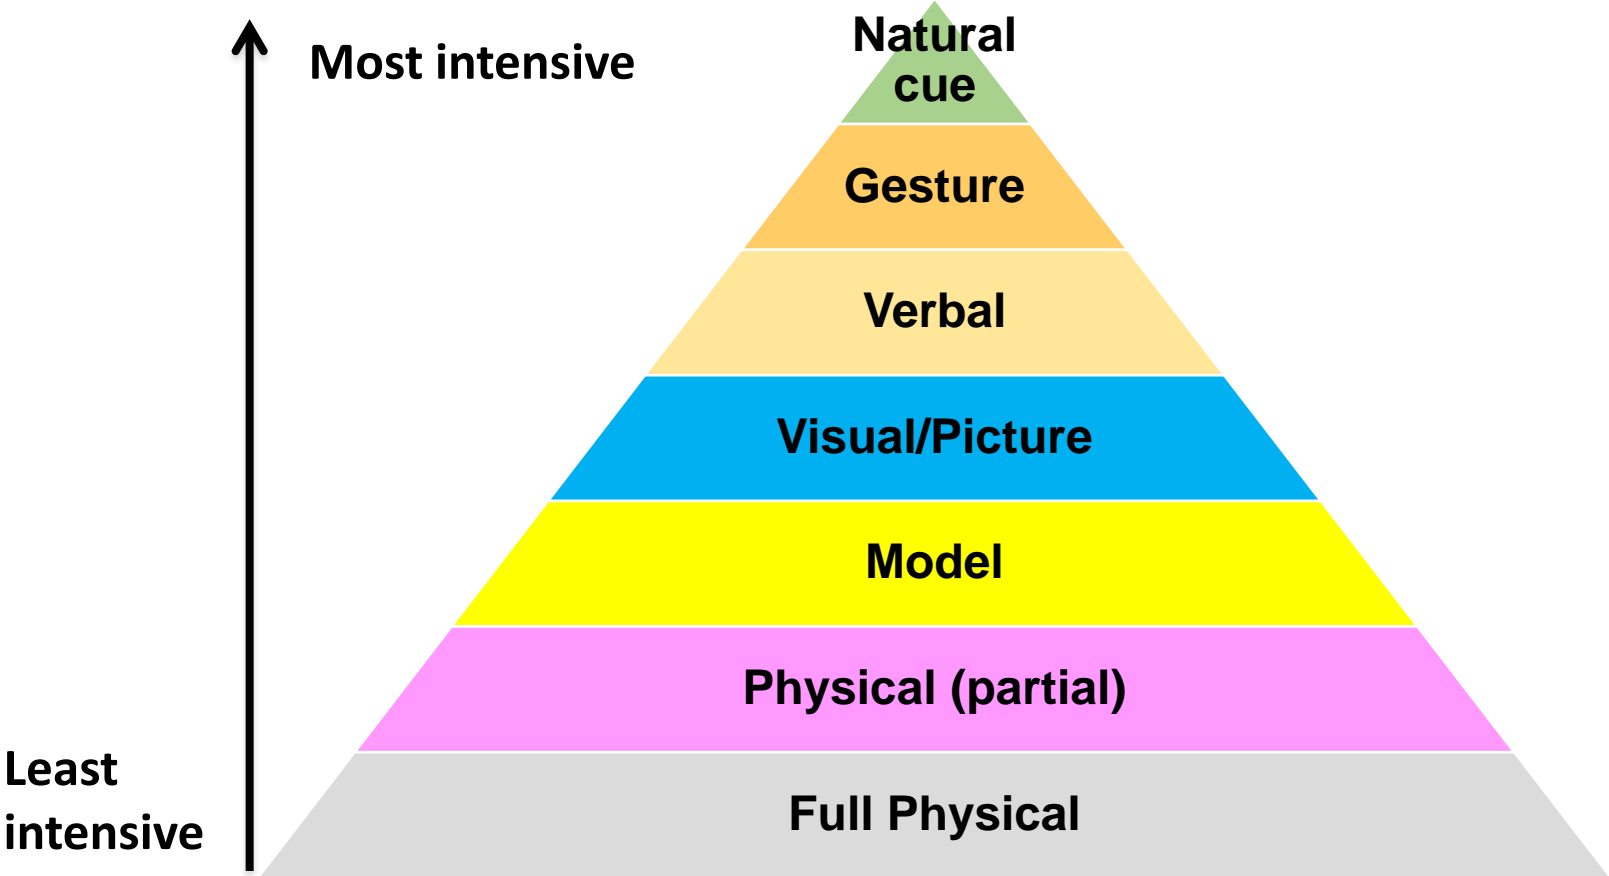 Most intensive
Natural
cue
Gesture
Verbal
Visual/Picture
Model
Physical (partial)
Least
intensive
Full Physical